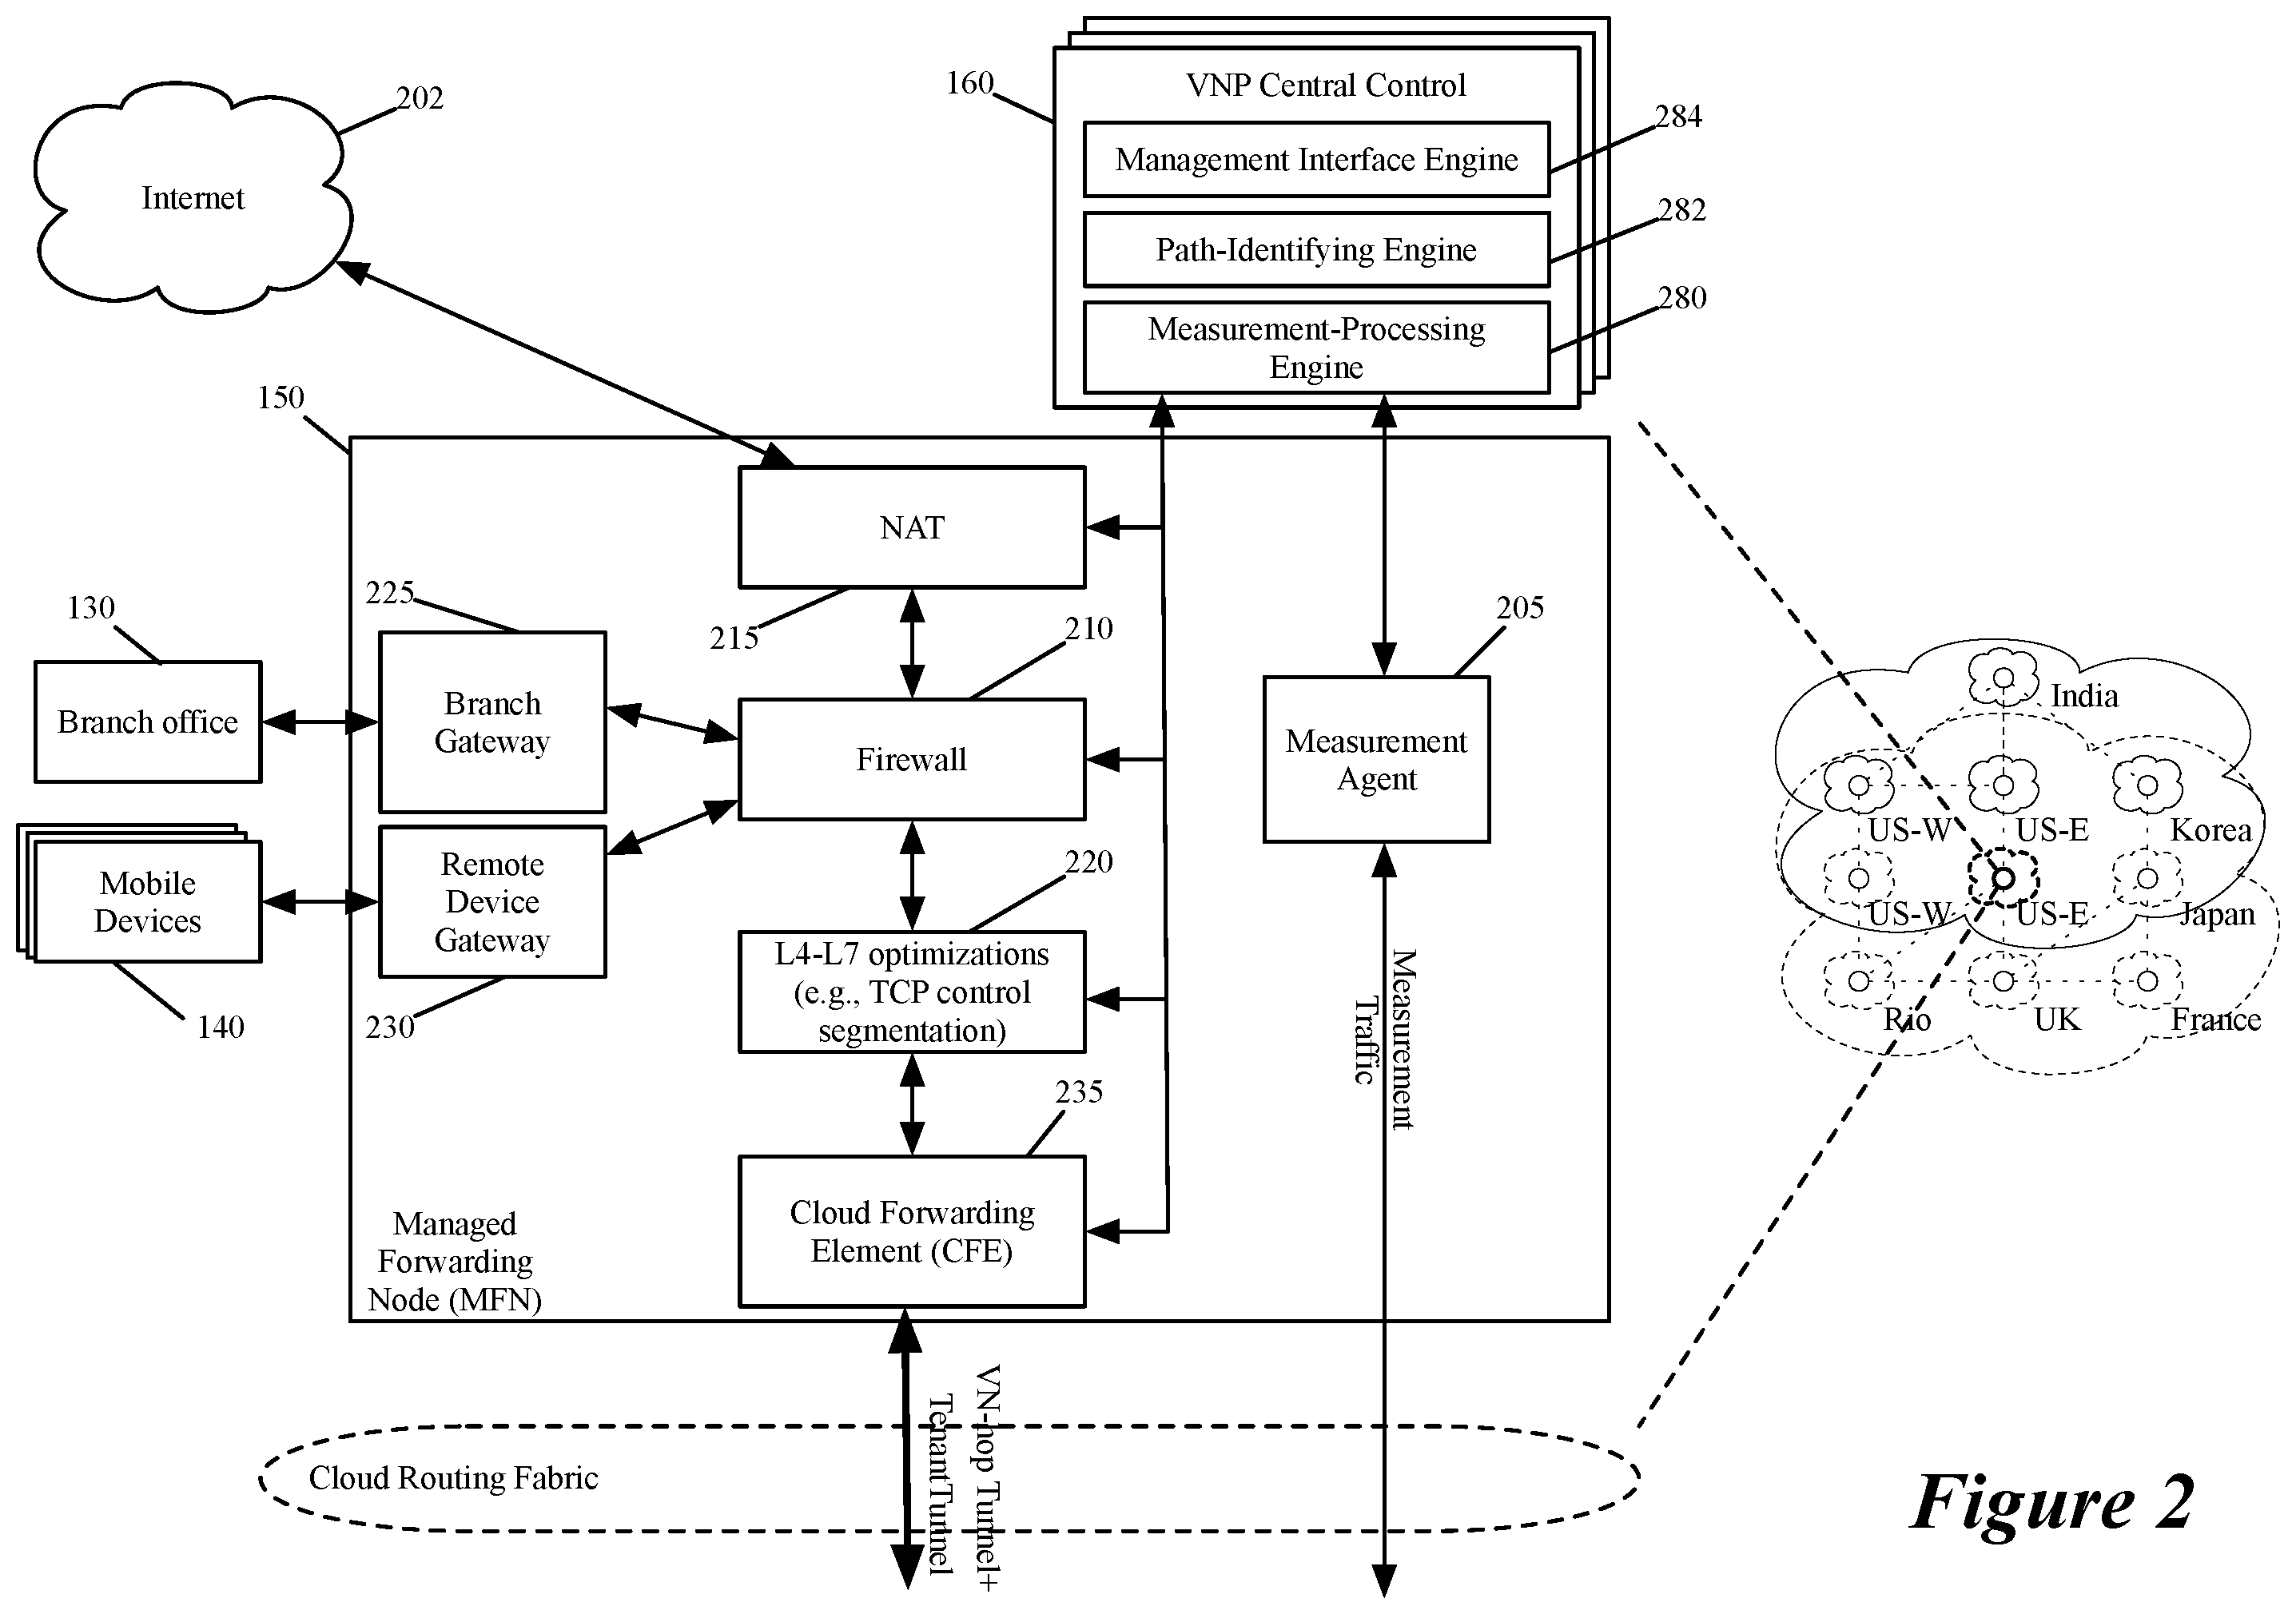 202
Internet
160
VNP Central Control
284
Management Interface Engine
282
Path-Identifying Engine
280
Measurement-Processing
Engine
150
NAT
215
225
Branch
Gateway
130
Branch office
210
Firewall
205
Measurement
Agent
Mobile
Devices
140
Remote
Device
Gateway
230
220
L4-L7 optimizations
(e.g., TCP control
segmentation)
235
Cloud Forwarding
Element (CFE)
Managed
Forwarding
Node (MFN)
Measurement
Traffic
VN-hop Tunnel+
TenantTunnel
Cloud Routing Fabric
India
US-W
US-E
Korea
US-W
US-E
Japan
Rio
UK
France
Figure 2